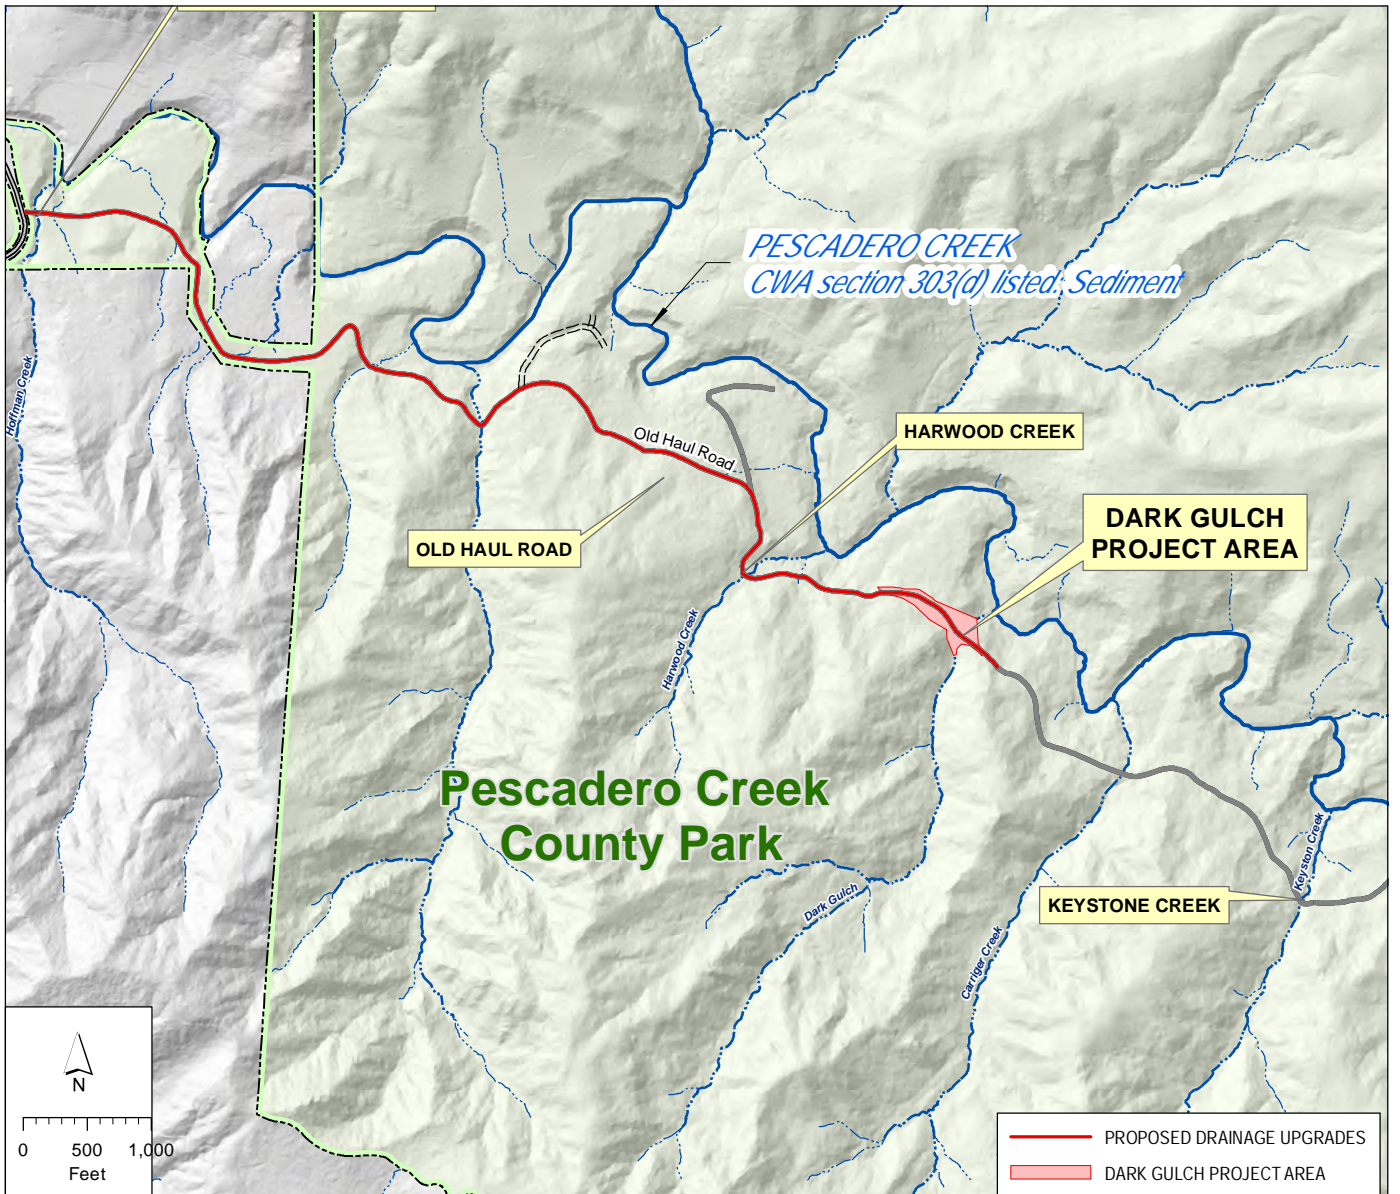 PESCADERO CREEK
CWA section 303(d) listed: Sediment
Hoffman Creek
HARWOOD CREEK
Old Haul Road
DARK GULCH
PROJECT AREA
OLD HAUL ROAD
Harwood Creek
Pescadero Creek
County Park
Keyston Creek
Dark Gulch
KEYSTONE CREEK
Carriger Creek
N
0 500 1,000
Feet
PROPOSED DRAINAGE UPGRADES
DARK GULCH PROJECT AREA